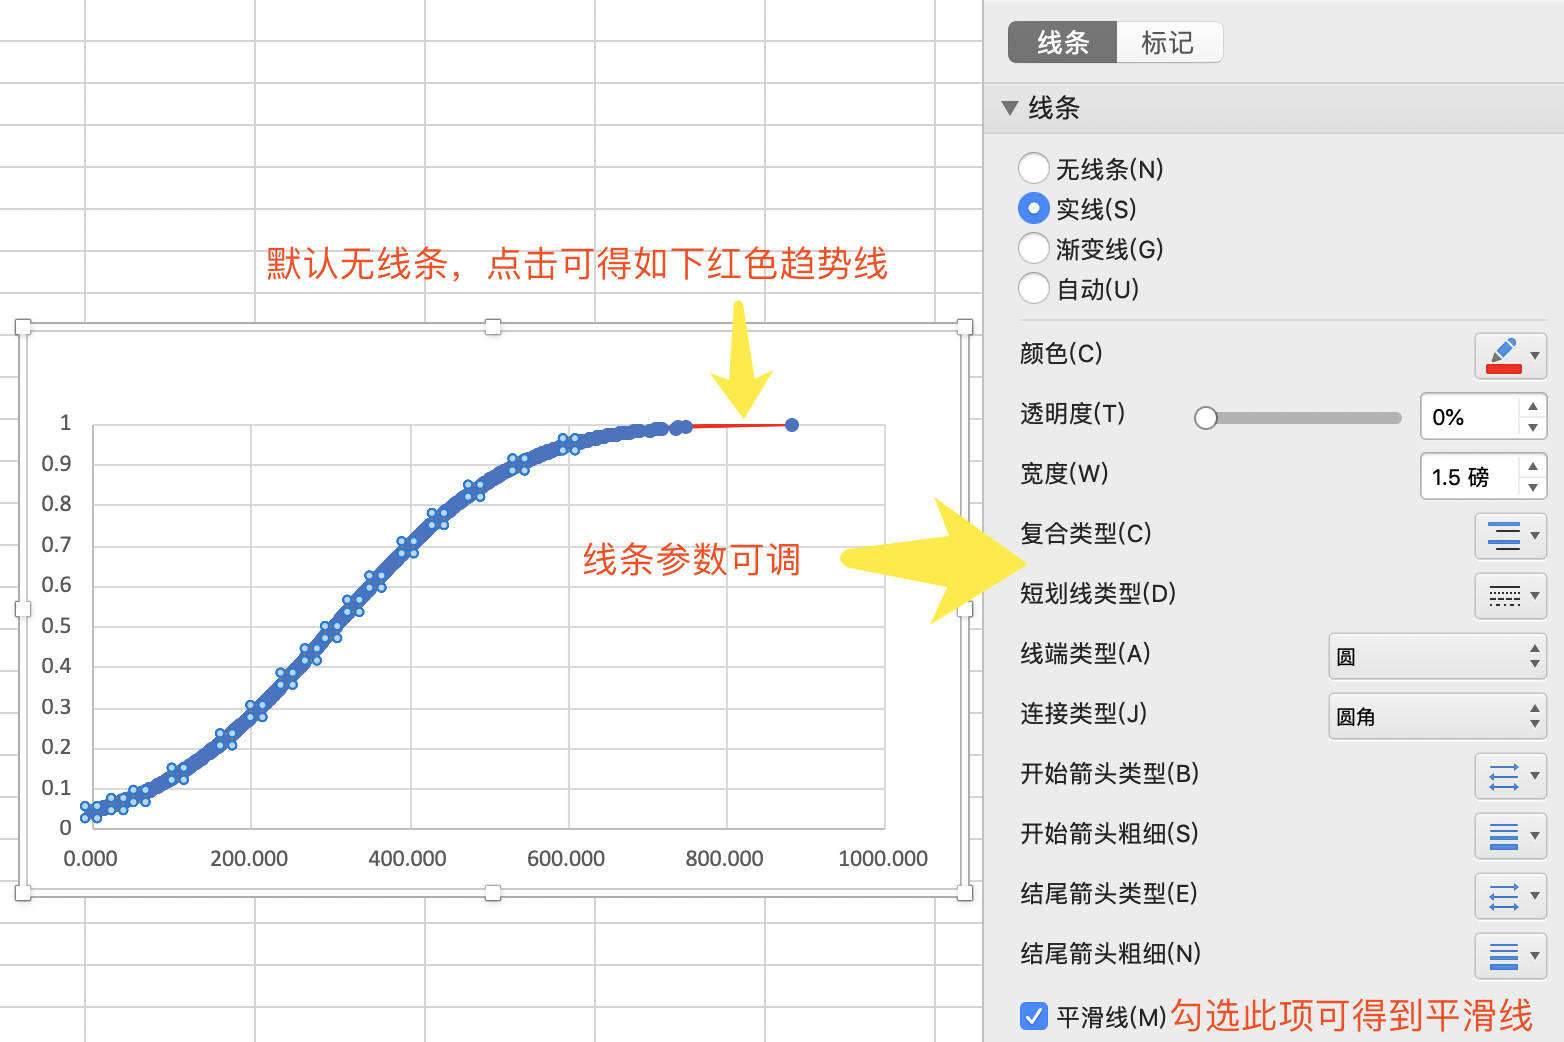 线条 标记
线条
无线条(N)
实线(S)
渐变线(G)
自动(U)
默认无线条，点击可得如下红色趋势线
颜色(C)
透明度(T) 0%
宽度(W) 1.5 磅
复合类型(C)
短划线类型(D)
线端类型(A) 圆
连接类型(J) 圆角
开始箭头类型(B)
开始箭头粗细(S)
结尾箭头类型(E)
结尾箭头粗细(N)
平滑线(M) 勾选此项可得到平滑线
线条参数可调
1
0.9
0.8
0.7
0.6
0.5
0.4
0.3
0.2
0.1
0
0.000 200.000 400.000 600.000 800.000 1000.000